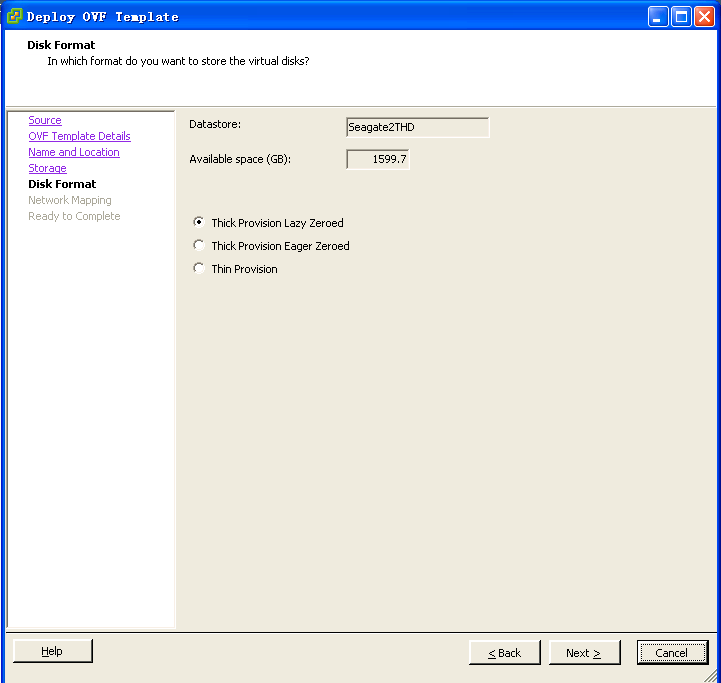 Deploy OVF Template
Disk Format
In which format do you want to store the virtual disks?
Source
OVF Template Details
Name and Location
Storage
Disk Format
Network Mapping
Ready to Complete
Datastore:
Seagate2THD
Available space (GB):
1599.7
Thick Provision Lazy Zeroed
Thick Provision Eager Zeroed
Thin Provision
Help
< Back
Next >
Cancel